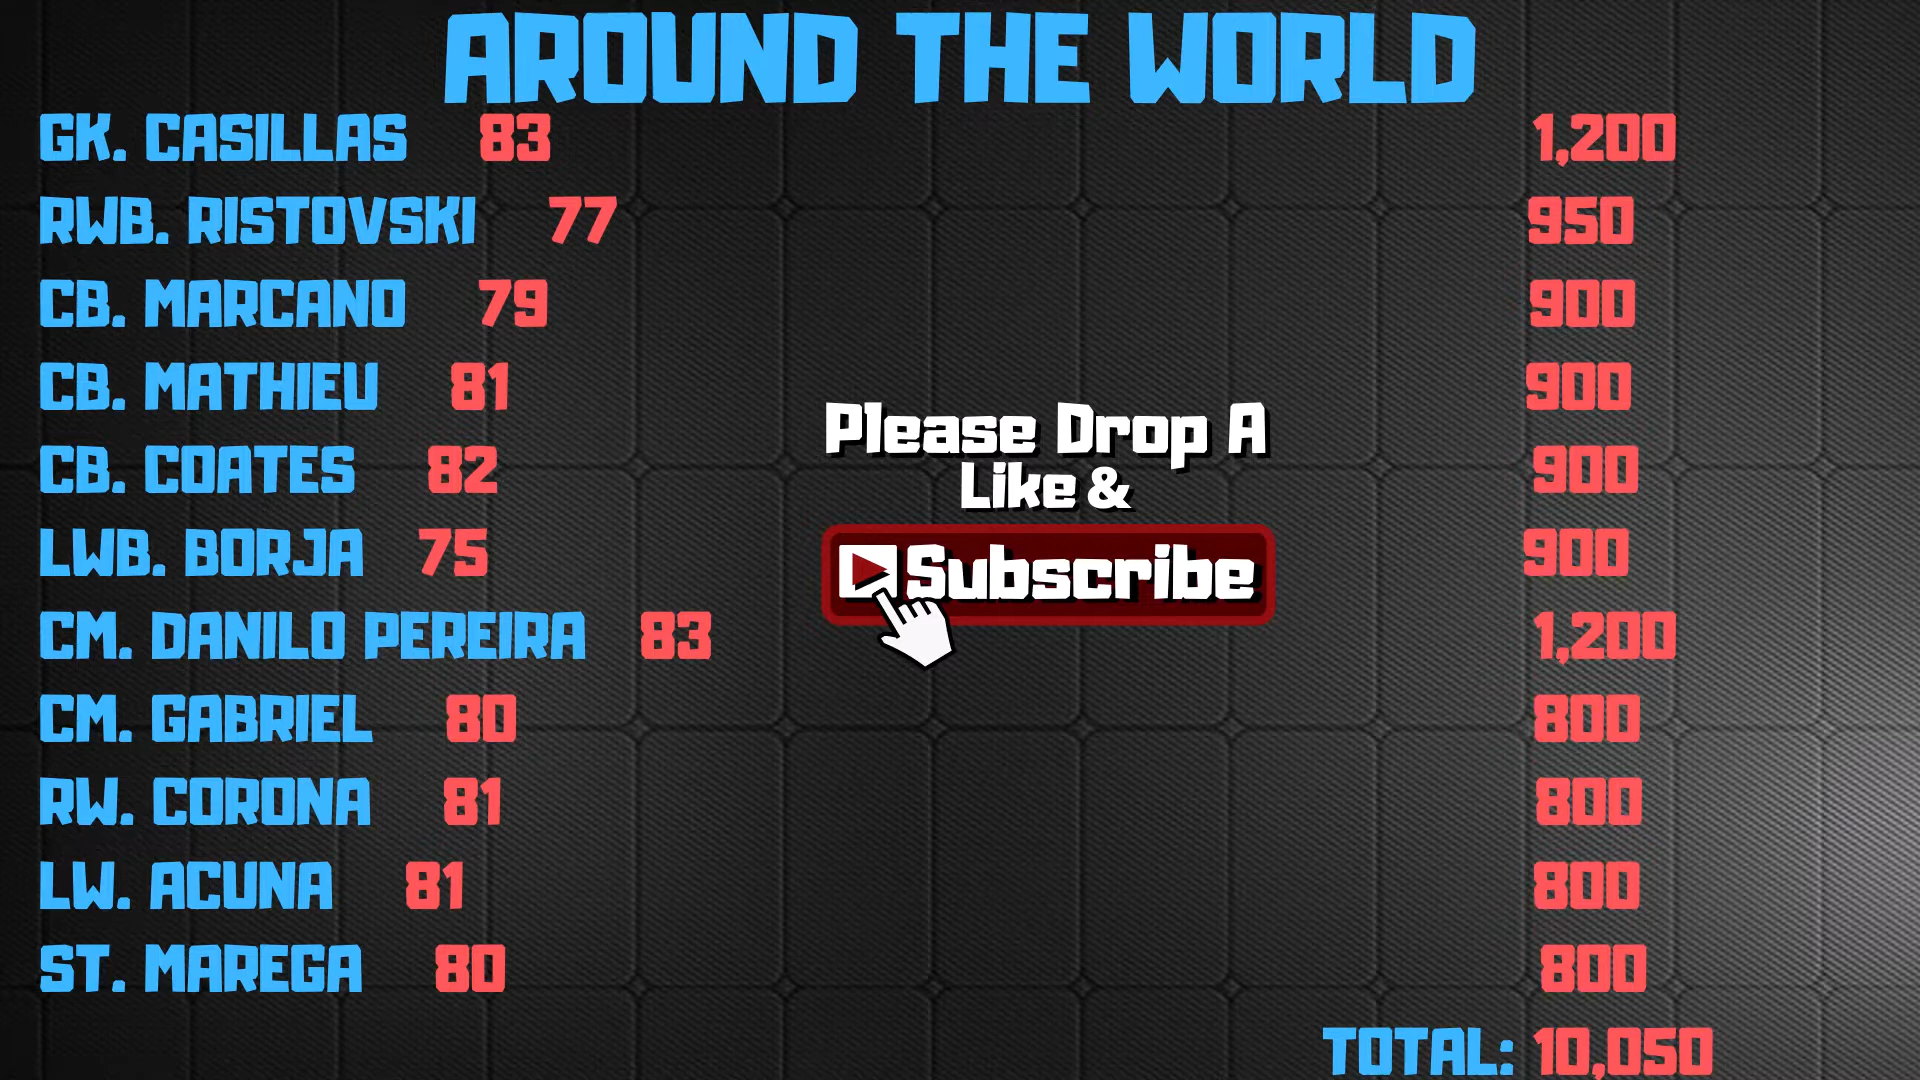 AROUND THE WORLD
GK. CASILLAS 83 1,200
RWB. RISTOVSKI 77 950
CB. MARCANO 79 900
CB. MATHIEU 81 900
CB. COATES 82 900
LWB. BORJA 75 900
CM. DANILO PEREIRA 83 1,200
CM. GABRIEL 80 800
RW. CORONA 81 800
LW. ACUNA 81 800
ST. MAREGA 80 800
TOTAL: 10,050
Please Drop A
Like &
Subscribe